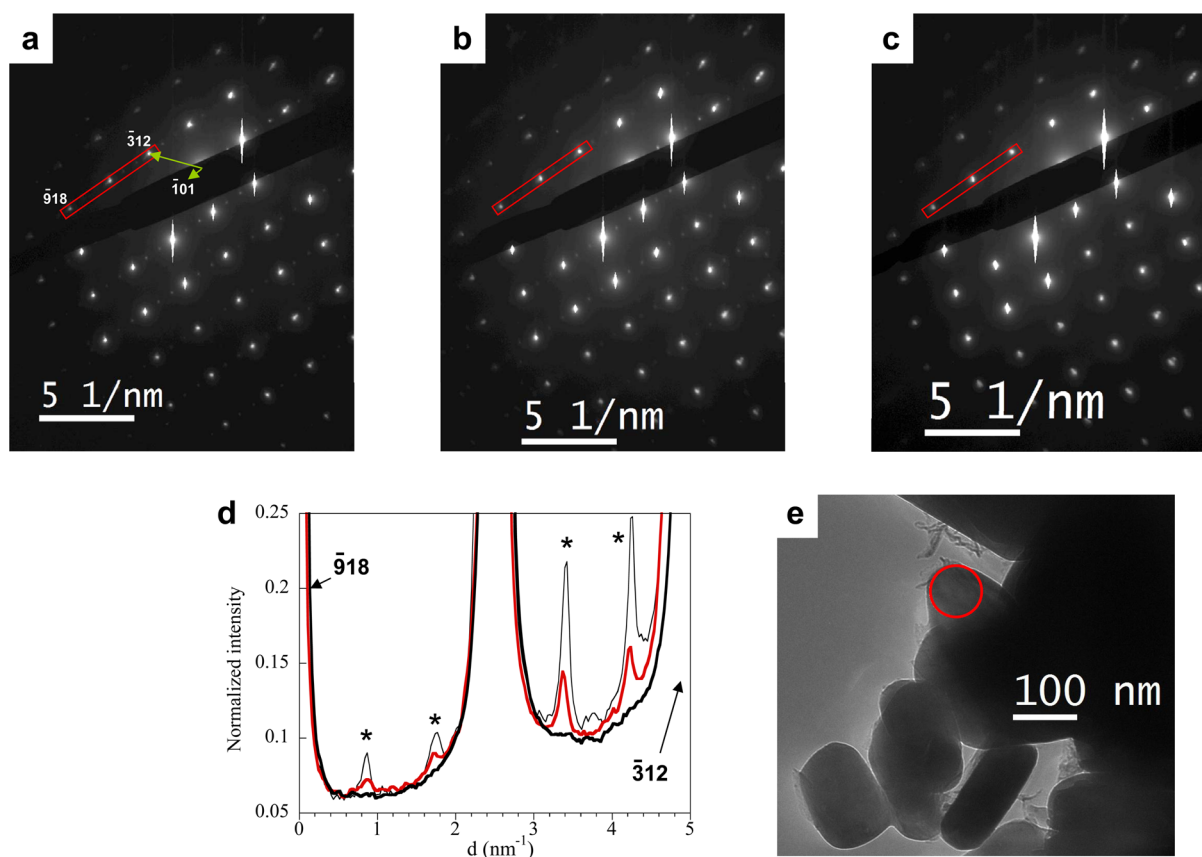 a
b
c
3̄12
9̄18
1̄01
5 1/nm
5 1/nm
5 1/nm
d
0.25
0.2
0.15
0.1
0.05
Normalized intensity
0 1 2 3 4 5
d (nm⁻¹)
9̄18
3̄12
* * * *
e
100 nm